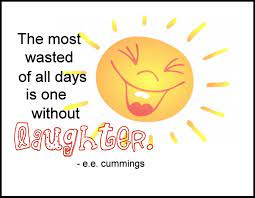 The most
wasted
of all days
is one
without
Laughter.
- e.e. cummings